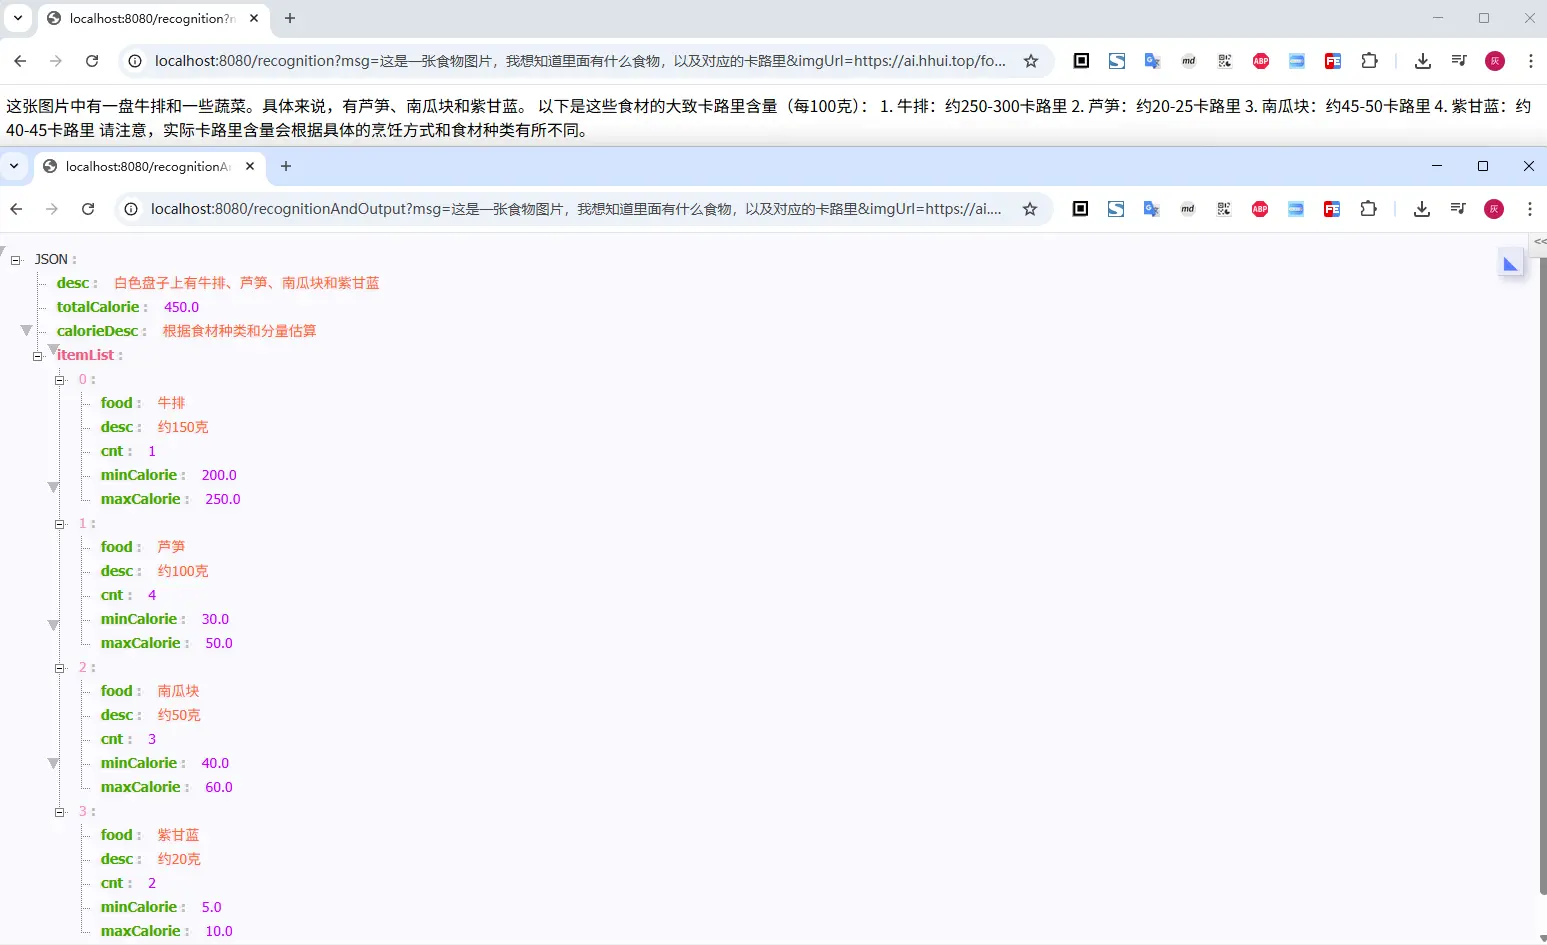 localhost:8080/recognition?
localhost:8080/recognition?msg=这是一张食物图片，我想知道里面有什么食物，以及对应的卡路里&imgUrl=https://ai.hhui.top/fo...
md
ABP
FE
灰
这张图片中有一盘牛排和一些蔬菜。具体来说，有芦笋、南瓜块和紫甘蓝。 以下是这些食材的大致卡路里含量（每100克）： 1. 牛排：约250-300卡路里 2. 芦笋：约20-25卡路里 3. 南瓜块：约45-50卡路里 4. 紫甘蓝：约
40-45卡路里 请注意，实际卡路里含量会根据具体的烹饪方式和食材种类有所不同。
localhost:8080/recognitionA
localhost:8080/recognitionAndOutput?msg=这是一张食物图片，我想知道里面有什么食物，以及对应的卡路里&imgUrl=https://ai....
md
ABP
FE
灰
<<
JSON :
desc : 白色盘子上有牛排、芦笋、南瓜块和紫甘蓝
totalCalorie : 450.0
calorieDesc : 根据食材种类和分量估算
itemList :
0 :
food : 牛排
desc : 约150克
cnt : 1
minCalorie : 200.0
maxCalorie : 250.0
1 :
food : 芦笋
desc : 约100克
cnt : 4
minCalorie : 30.0
maxCalorie : 50.0
2 :
food : 南瓜块
desc : 约50克
cnt : 3
minCalorie : 40.0
maxCalorie : 60.0
3 :
food : 紫甘蓝
desc : 约20克
cnt : 2
minCalorie : 5.0
maxCalorie : 10.0